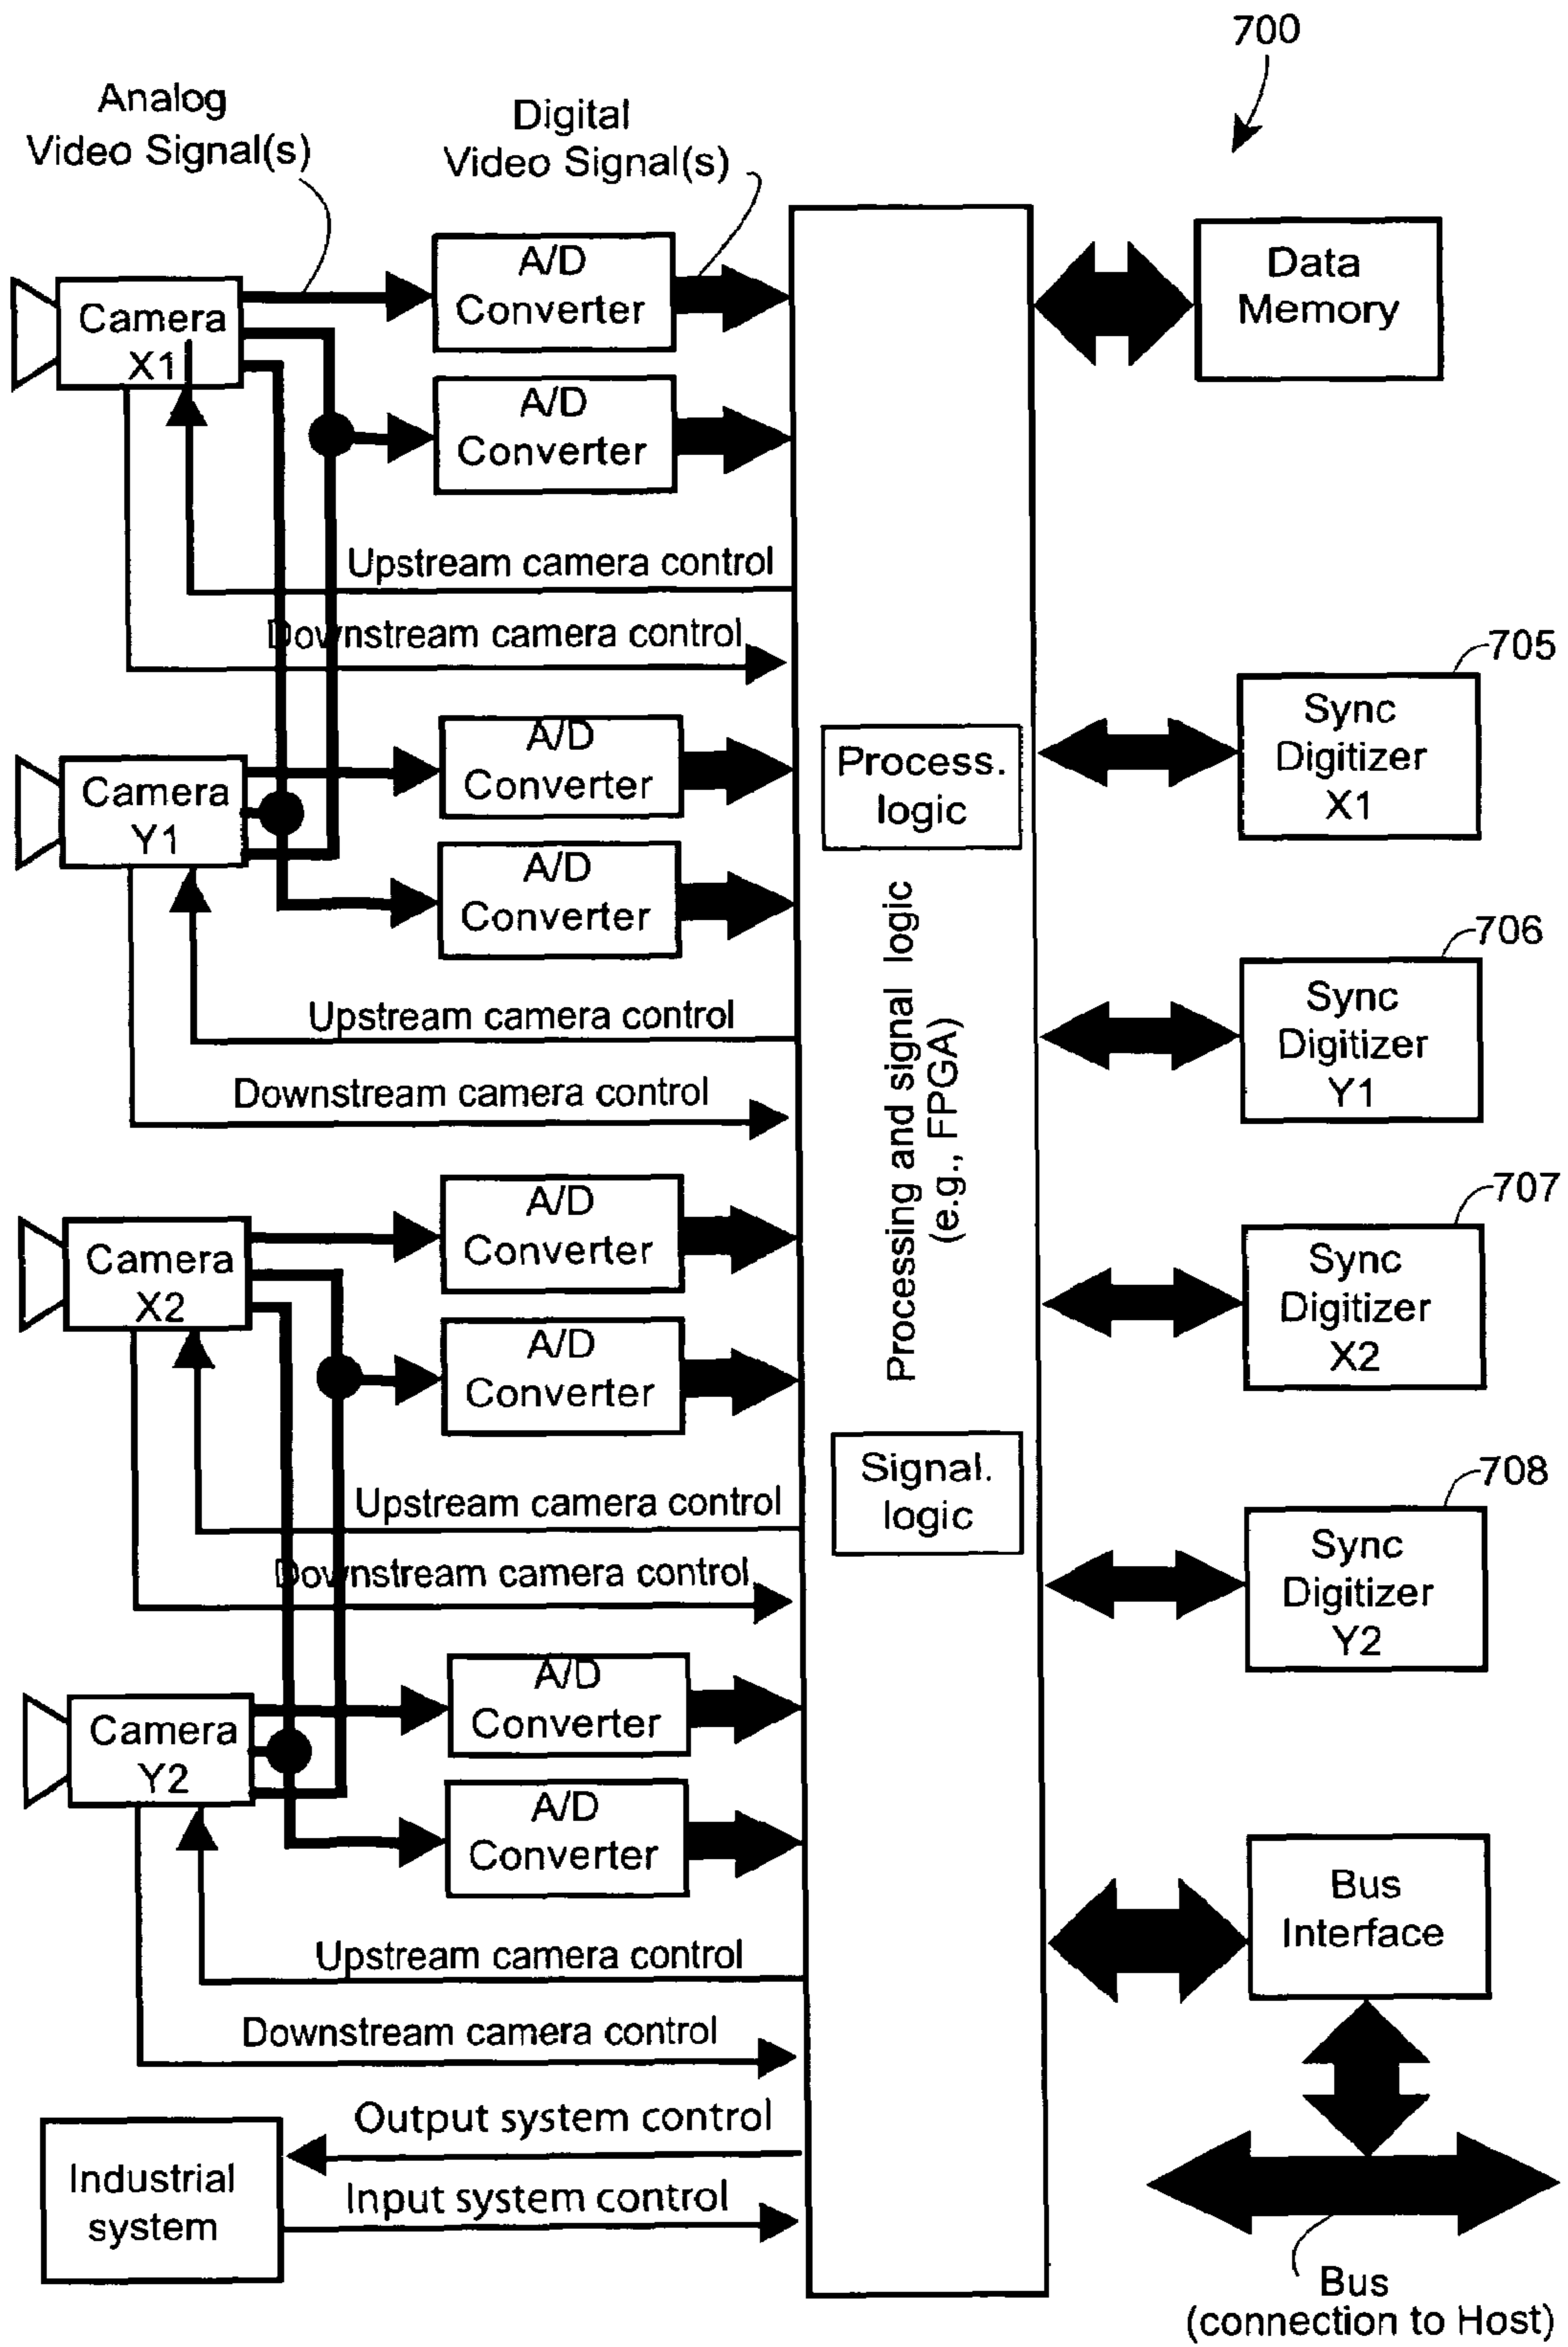 700
Analog
Video Signal(s)
Digital
Video Signal(s)
A/D
Converter
Data
Memory
Camera
X1
A/D
Converter
Upstream camera control
Downstream camera control
705
Sync
Digitizer
X1
A/D
Converter
Process.
logic
Camera
Y1
A/D
Converter
706
Sync
Digitizer
Y1
Upstream camera control
Downstream camera control
Processing and signal logic
(e.g., FPGA)
A/D
Converter
707
Sync
Digitizer
X2
Camera
X2
A/D
Converter
Signal.
logic
708
Sync
Digitizer
Y2
Upstream camera control
Downstream camera control
A/D
Converter
Camera
Y2
A/D
Converter
Bus
Interface
Upstream camera control
Downstream camera control
Output system control
Industrial
system
Input system control
Bus
(connection to Host)